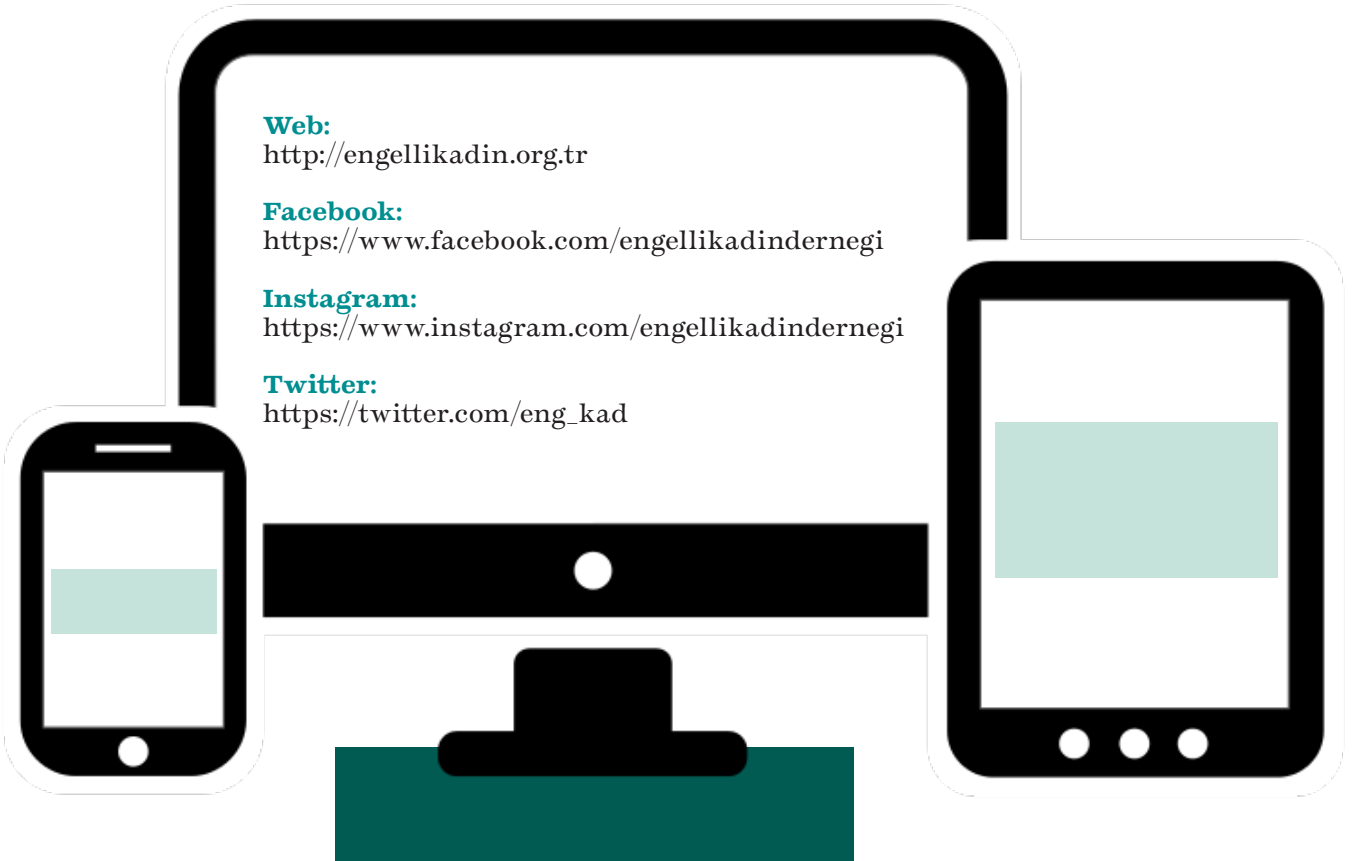 Web:
http://engellikadin.org.tr
Facebook:
https://www.facebook.com/engellikadindernegi
Instagram:
https://www.instagram.com/engellikadindernegi
Twitter:
https://twitter.com/eng_kad